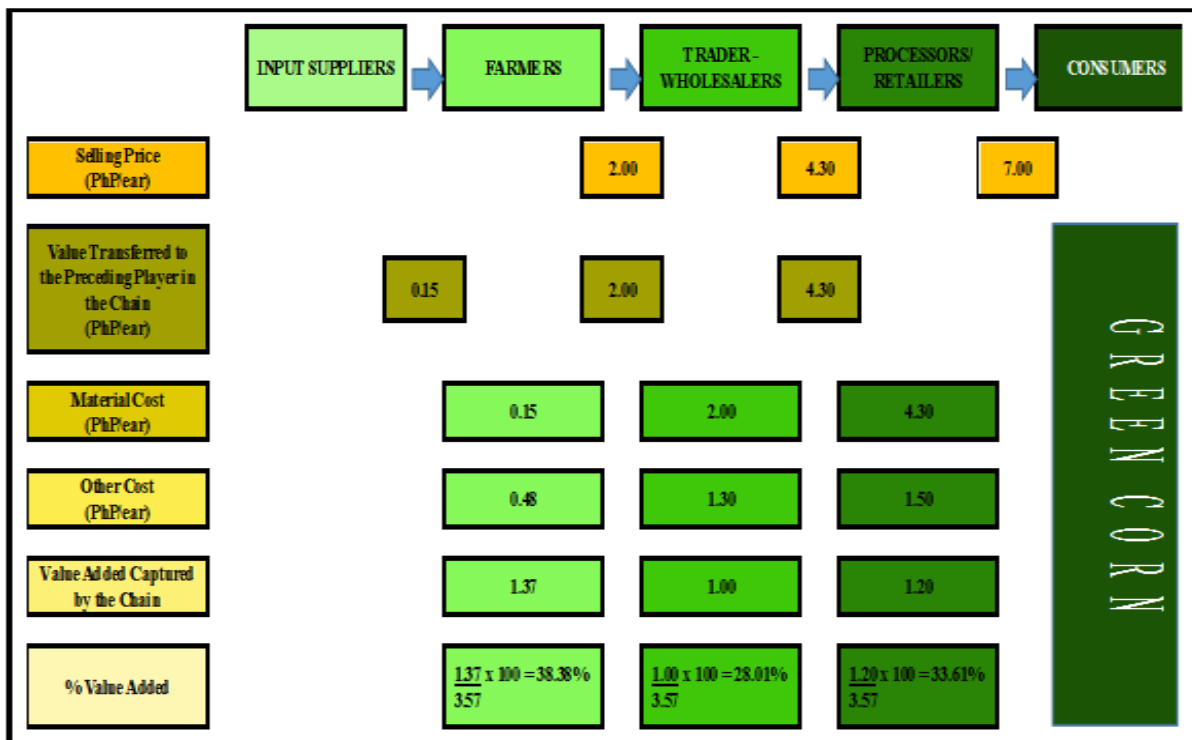 INPUT SUPPLIERS
FARMERS
TRADER –
WHOLESALERS
PROCESSORS/
RETAILERS
CONSUMERS
Selling Price
(PhP/ear)
2.00
4.30
7.00
Value Transferred to
the Preceding Player in
the Chain
(PhP/ear)
0.15
2.00
4.30
Material Cost
(PhP/ear)
0.15
2.00
4.30
Other Cost
(PhP/ear)
0.48
1.30
1.50
Value Added Captured
by the Chain
1.37
1.00
1.20
% Value Added
1.37 x 100 = 38.38%
3.57
1.00 x 100 = 28.01%
3.57
1.20 x 100 = 33.61%
3.57
GREEN CORN